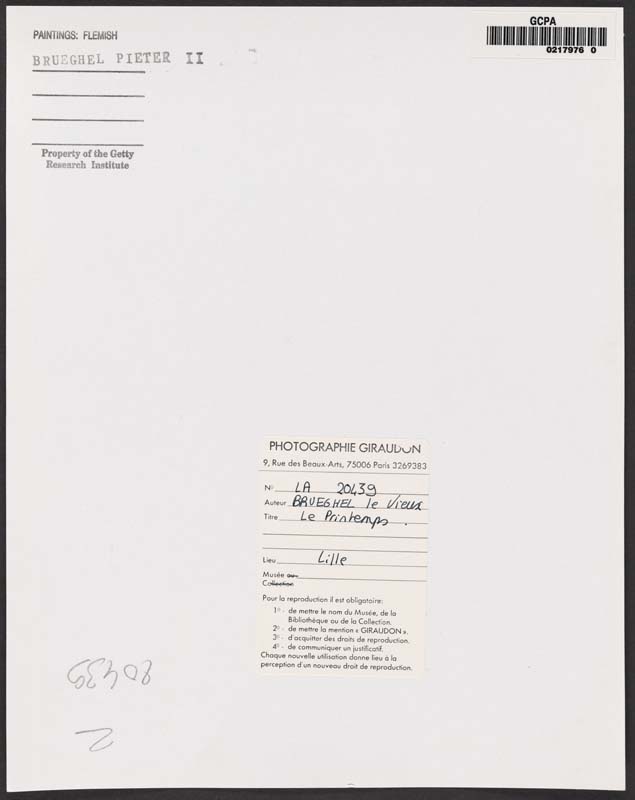 PAINTINGS: FLEMISH
BRUEGHEL PIETER II
Property of the Getty
Research Institute
GCPA
0217976 0
PHOTOGRAPHIE GIRAUDON
9, Rue des Beaux-Arts, 75006 Paris 3269383
N° LA 20439
Auteur BRUEGHEL le Vieux
Titre Le Printemps.
Lieu Lille
Musée ou
Collection
Pour la reproduction il est obligatoire:
1° - de mettre le nom du Musée, de la
Bibliothèque ou de la Collection.
2° - de mettre la mention « GIRAUDON ».
3° - d'acquitter des droits de reproduction.
4° - de communiquer un justificatif.
Chaque nouvelle utilisation donne lieu à la
perception d'un nouveau droit de reproduction.